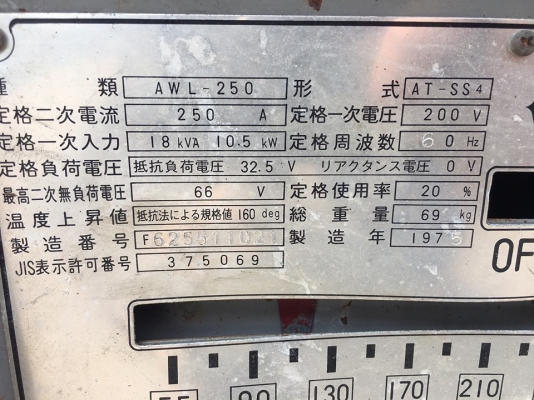 種類 AWL-250 形式 AT-SS4
定格二次電流 250 A 定格一次電圧 200 V
定格一次入力 18 kVA 10.5 kW 定格周波数 60 Hz
定格負荷電圧 抵抗負荷電圧 32.5 V リアクタンス電圧 0 V
最高二次無負荷電圧 66 V 定格使用率 20 %
温度上昇値 抵抗法による規格値 160 deg 総重量 69 kg
製造番号 製造年 1975
JIS表示許可番号 375069
OF
55 90 130 170 210